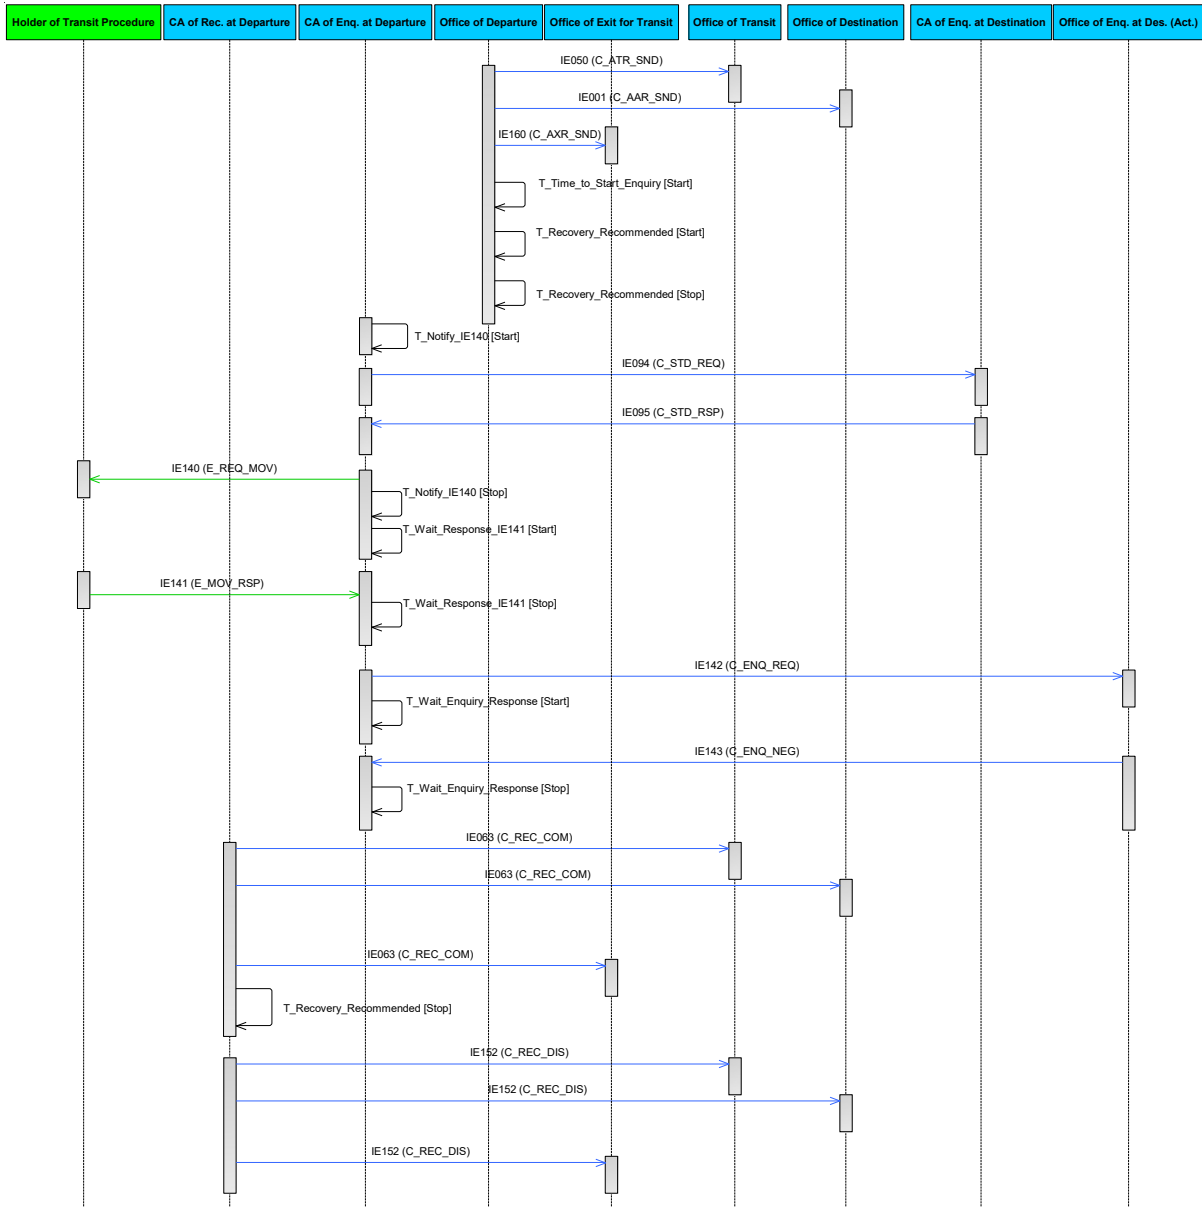 Holder of Transit Procedure
CA of Rec. at Departure
CA of Enq. at Departure
Office of Departure
Office of Exit for Transit
Office of Transit
Office of Destination
CA of Enq. at Destination
Office of Enq. at Des. (Act.)
IE050 (C_ATR_SND)
IE001 (C_AAR_SND)
IE160 (C_AXR_SND)
T_Time_to_Start_Enquiry [Start]
T_Recovery_Recommended [Start]
T_Recovery_Recommended [Stop]
T_Notify_IE140 [Start]
IE094 (C_STD_REQ)
IE095 (C_STD_RSP)
IE140 (E_REQ_MOV)
T_Notify_IE140 [Stop]
T_Wait_Response_IE141 [Start]
IE141 (E_MOV_RSP)
T_Wait_Response_IE141 [Stop]
IE142 (C_ENQ_REQ)
T_Wait_Enquiry_Response [Start]
IE143 (C_ENQ_NEG)
T_Wait_Enquiry_Response [Stop]
IE063 (C_REC_COM)
IE063 (C_REC_COM)
IE063 (C_REC_COM)
T_Recovery_Recommended [Stop]
IE152 (C_REC_DIS)
IE152 (C_REC_DIS)
IE152 (C_REC_DIS)